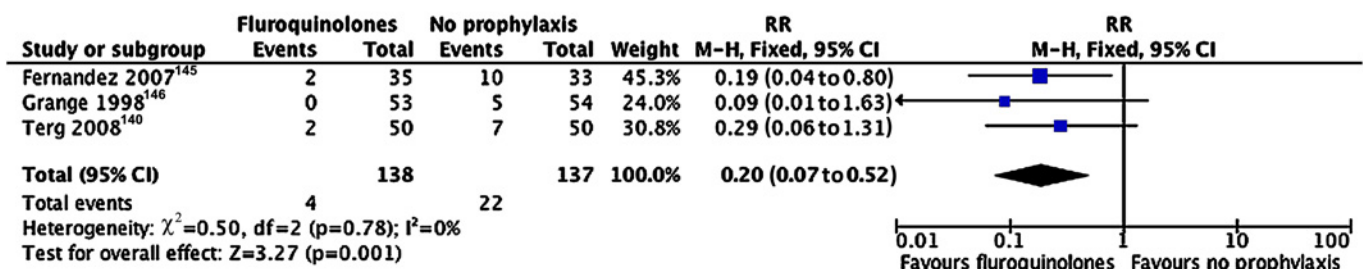 Fluroquinolones No prophylaxis RR RR
Study or subgroup Events Total Events Total Weight M-H, Fixed, 95% CI M-H, Fixed, 95% CI
Fernandez 2007¹⁴⁵ 2 35 10 33 45.3% 0.19 (0.04 to 0.80)
Grange 1998¹⁴⁶ 0 53 5 54 24.0% 0.09 (0.01 to 1.63)
Terg 2008¹⁴⁰ 2 50 7 50 30.8% 0.29 (0.06 to 1.31)
Total (95% CI) 138 137 100.0% 0.20 (0.07 to 0.52)
Total events 4 22
Heterogeneity: χ²=0.50, df=2 (p=0.78); I²=0%
Test for overall effect: Z=3.27 (p=0.001)
0.01 0.1 1 10 100
Favours fluroquinolones Favours no prophylaxis